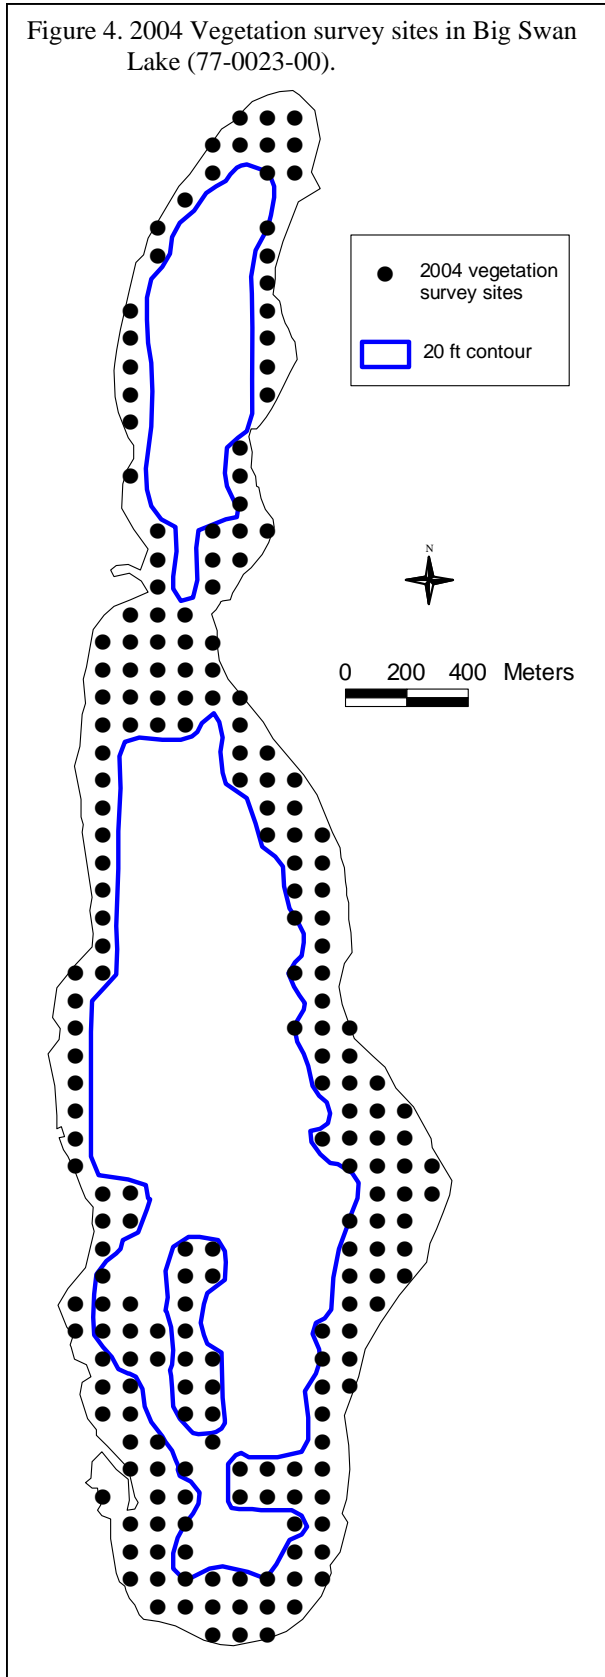 Figure 4. 2004 Vegetation survey sites in Big Swan
Lake (77-0023-00).
2004 vegetation
survey sites
20 ft contour
N
0 200 400 Meters